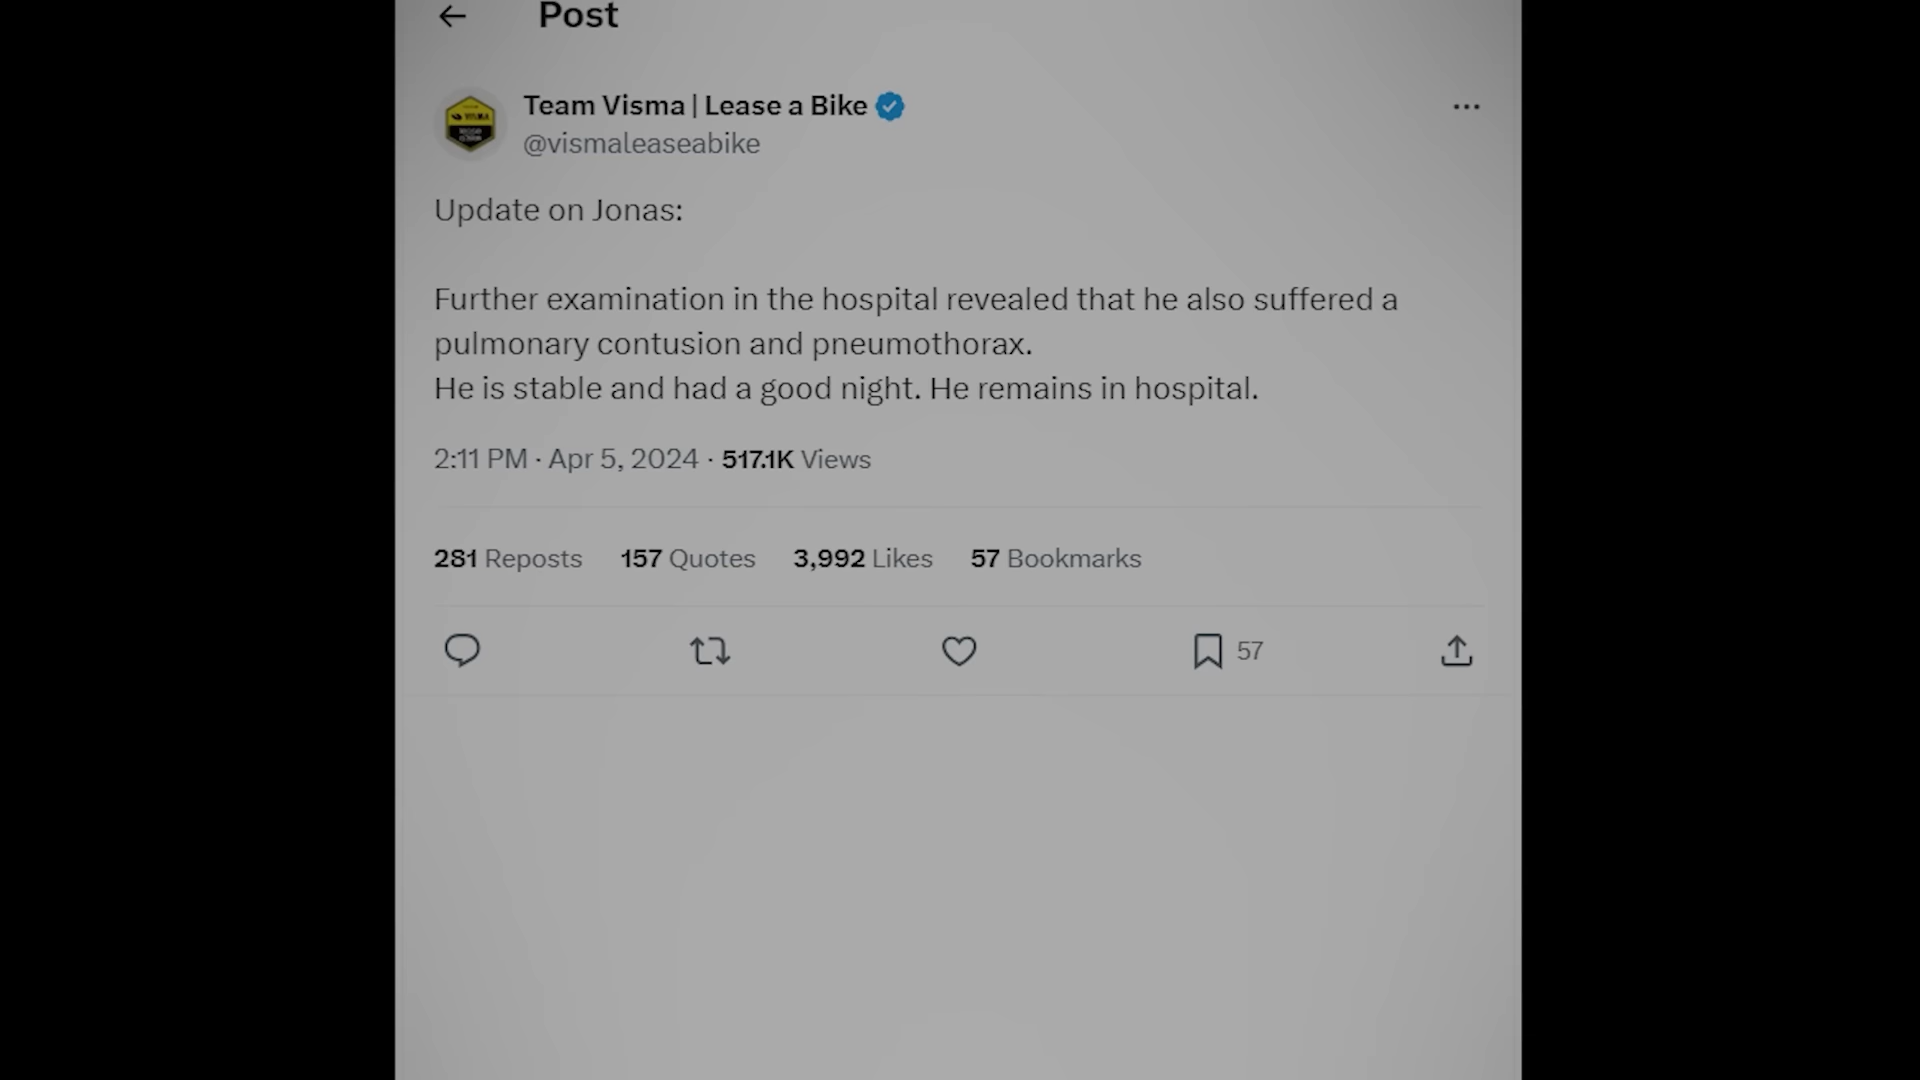 Post
Team Visma | Lease a Bike
@vismaleaseabike
Update on Jonas:
Further examination in the hospital revealed that he also suffered a
pulmonary contusion and pneumothorax.
He is stable and had a good night. He remains in hospital.
2:11 PM · Apr 5, 2024 · 517.1K Views
281 Reposts 157 Quotes 3,992 Likes 57 Bookmarks
57